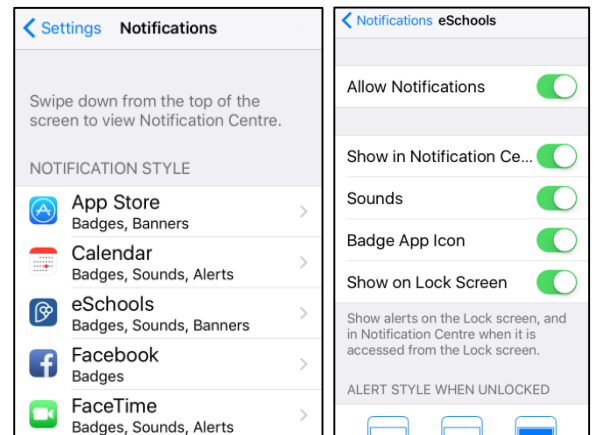 Settings Notifications
Swipe down from the top of the
screen to view Notification Centre.
NOTIFICATION STYLE
App Store
Badges, Banners
Calendar
Badges, Sounds, Alerts
eSchools
Badges, Sounds, Banners
Facebook
Badges
FaceTime
Badges, Sounds, Alerts
Notifications eSchools
Allow Notifications
Show in Notification Ce...
Sounds
Badge App Icon
Show on Lock Screen
Show alerts on the Lock screen, and
in Notification Centre when it is
accessed from the Lock screen.
ALERT STYLE WHEN UNLOCKED